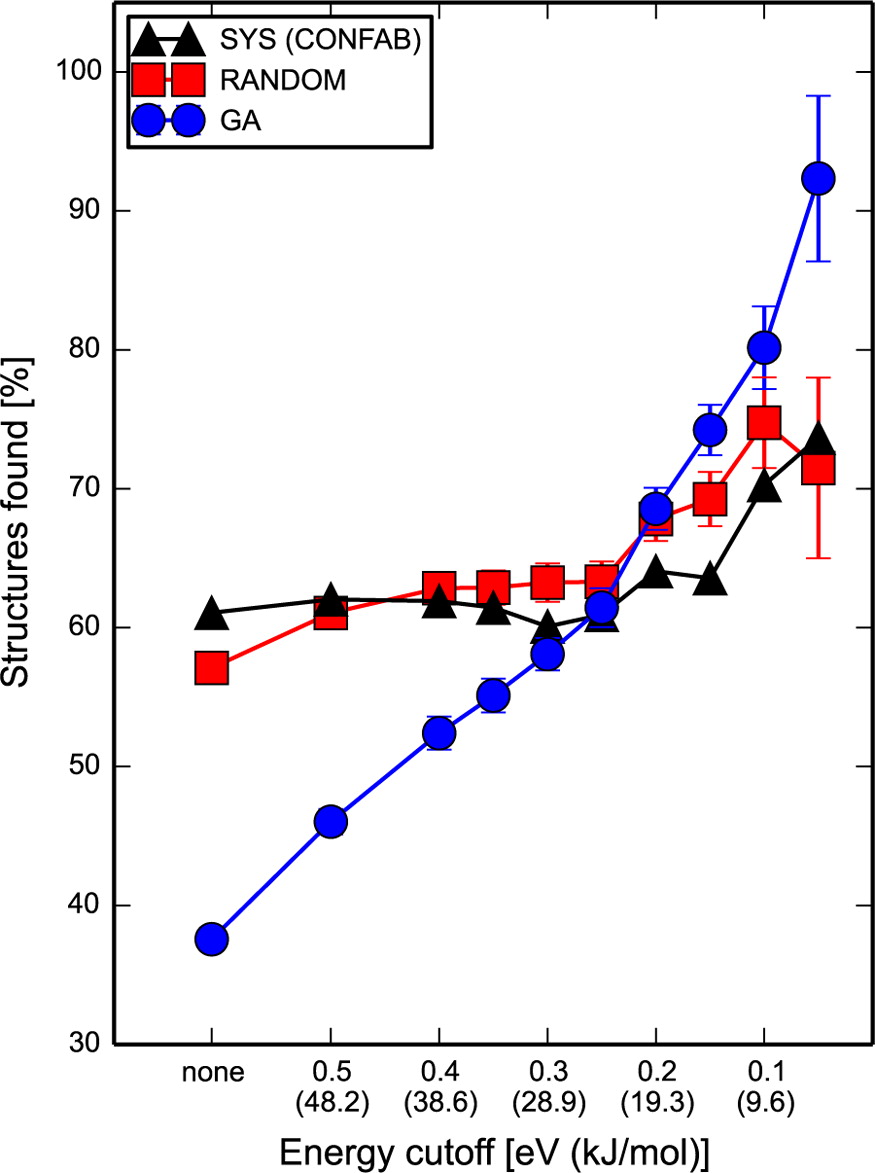 SYS (CONFAB)
RANDOM
GA
Structures found [%]
100
90
80
70
60
50
40
30
none 0.5 0.4 0.3 0.2 0.1
(48.2) (38.6) (28.9) (19.3) (9.6)
Energy cutoff [eV (kJ/mol)]